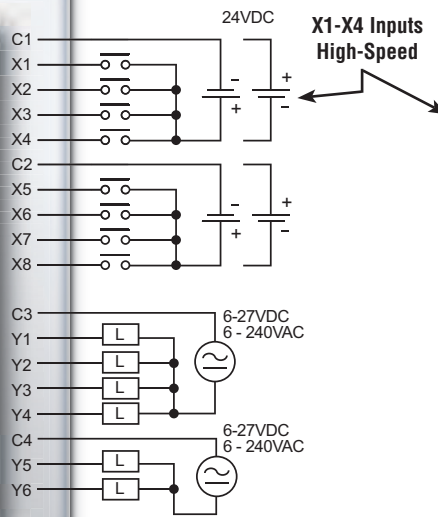 24VDC
X1-X4 Inputs
High-Speed
C1
X1
X2
X3
X4
- +
+ -
C2
X5
X6
X7
X8
- +
+ -
C3
6-27VDC
6 - 240VAC
Y1 L
Y2 L
Y3 L
Y4 L
C4
6-27VDC
6 - 240VAC
Y5 L
Y6 L